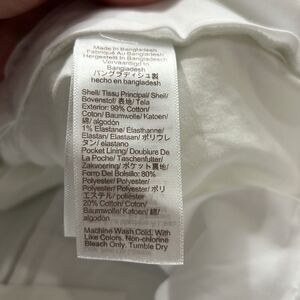 Made In Bangladesh
Fabriqué Au Bangladesh
Hergestellt In Bangladesh
Vervaardigd In
Bangladesh
バングラディシュ製
hecho en bangladesh
Shell/ Tissu Principal/ Shell/
Bovenstof/ 表地/ Tela
Exterior: 99% Cotton/
Coton/ Baumwolle/ Katoen/
綿/ algodón
1% Elastane/ Élasthanne/
Elastan/ Elastaan/ ポリウレ
タン/ elastano
Pocket Lining/ Doublure De
La Poche/ Taschenfutter/
Zakvoering/ ポケット裏地/
Forro Del Bolsillo: 80%
Polyester/ Polyester/
Polyester/ Polyester/ ポリ
エステル/ poliéster
20% Cotton/ Coton/
Baumwolle/ Katoen/ 綿/
algodón
Machine Wash Cold. With
Like Colors. Non-chlorine
Bleach Only. Tumble Dry